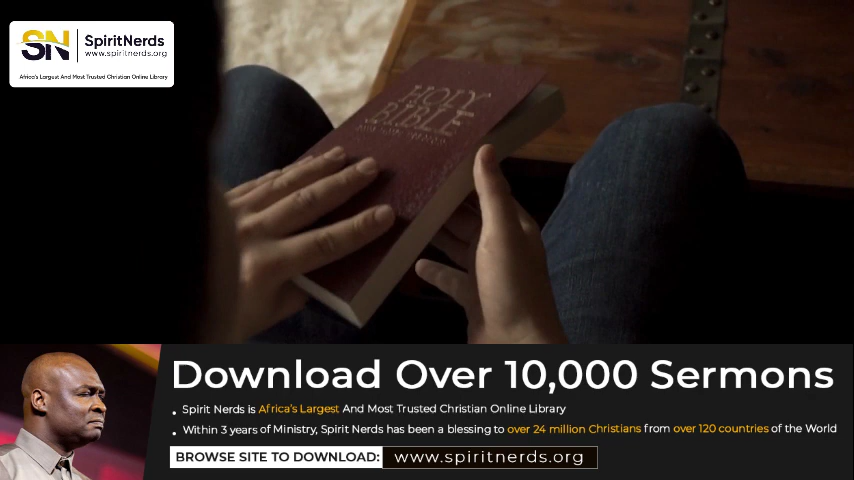 SN
SpiritNerds
www.spiritnerds.org
Africa's Largest And Most Trusted Christian Online Library
HOLY
BIBLE
Download Over 10,000 Sermons
• Spirit Nerds is Africa's Largest And Most Trusted Christian Online Library
• Within 3 years of Ministry, Spirit Nerds has been a blessing to over 24 million Christians from over 120 countries of the World
BROWSE SITE TO DOWNLOAD: www.spiritnerds.org